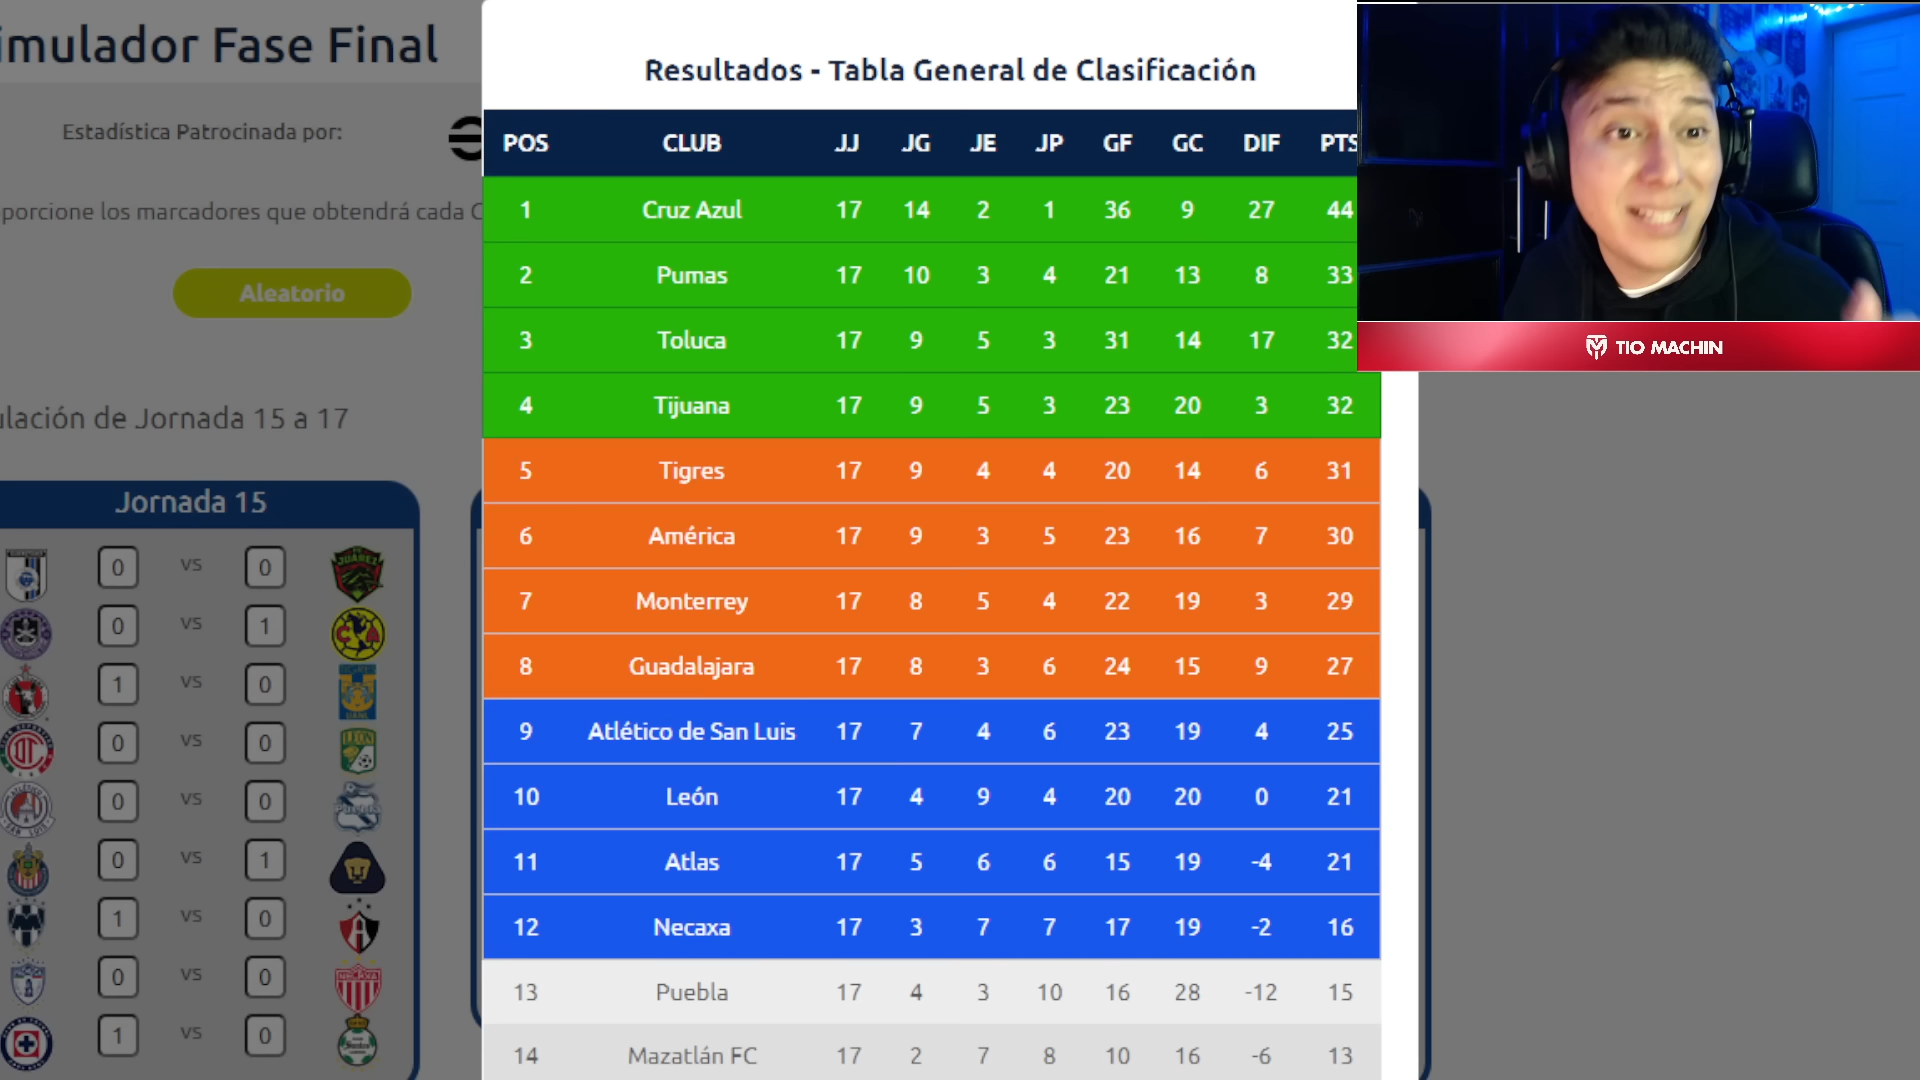 imulador Fase Final
Estadística Patrocinada por:
porcione los marcadores que obtendrá cada C
Aleatorio
ulación de Jornada 15 a 17
Jornada 15
0 VS 0
0 VS 1
1 VS 0
0 VS 0
0 VS 0
0 VS 1
1 VS 0
0 VS 0
1 VS 0
Resultados - Tabla General de Clasificación
POS CLUB JJ JG JE JP GF GC DIF PTS
1 Cruz Azul 17 14 2 1 36 9 27 44
2 Pumas 17 10 3 4 21 13 8 33
3 Toluca 17 9 5 3 31 14 17 32
4 Tijuana 17 9 5 3 23 20 3 32
5 Tigres 17 9 4 4 20 14 6 31
6 América 17 9 3 5 23 16 7 30
7 Monterrey 17 8 5 4 22 19 3 29
8 Guadalajara 17 8 3 6 24 15 9 27
9 Atlético de San Luis 17 7 4 6 23 19 4 25
10 León 17 4 9 4 20 20 0 21
11 Atlas 17 5 6 6 15 19 -4 21
12 Necaxa 17 3 7 7 17 19 -2 16
13 Puebla 17 4 3 10 16 28 -12 15
14 Mazatlán FC 17 2 7 8 10 16 -6 13
TIO MACHIN